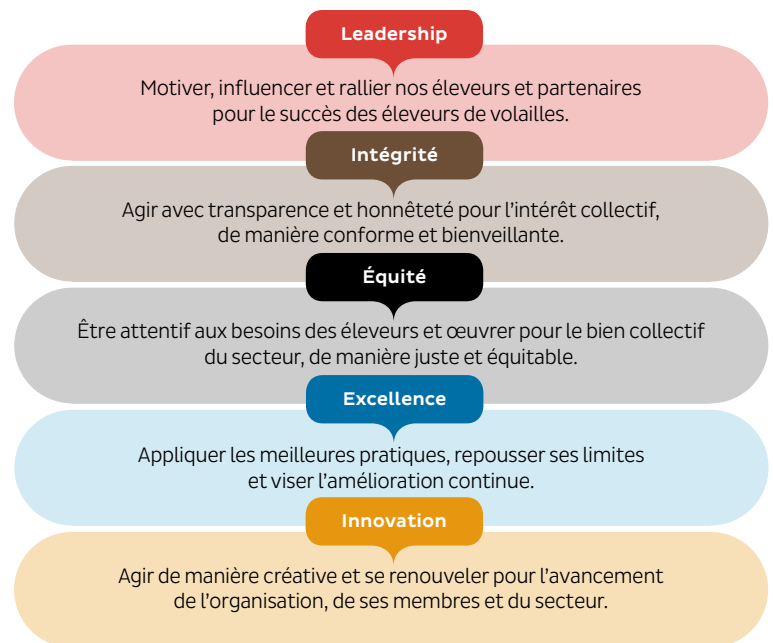 Leadership
Motiver, influencer et rallier nos éleveurs et partenaires
pour le succès des éleveurs de volailles.
Intégrité
Agir avec transparence et honnêteté pour l’intérêt collectif,
de manière conforme et bienveillante.
Équité
Être attentif aux besoins des éleveurs et œuvrer pour le bien collectif
du secteur, de manière juste et équitable.
Excellence
Appliquer les meilleures pratiques, repousser ses limites
et viser l’amélioration continue.
Innovation
Agir de manière créative et se renouveler pour l’avancement
de l’organisation, de ses membres et du secteur.